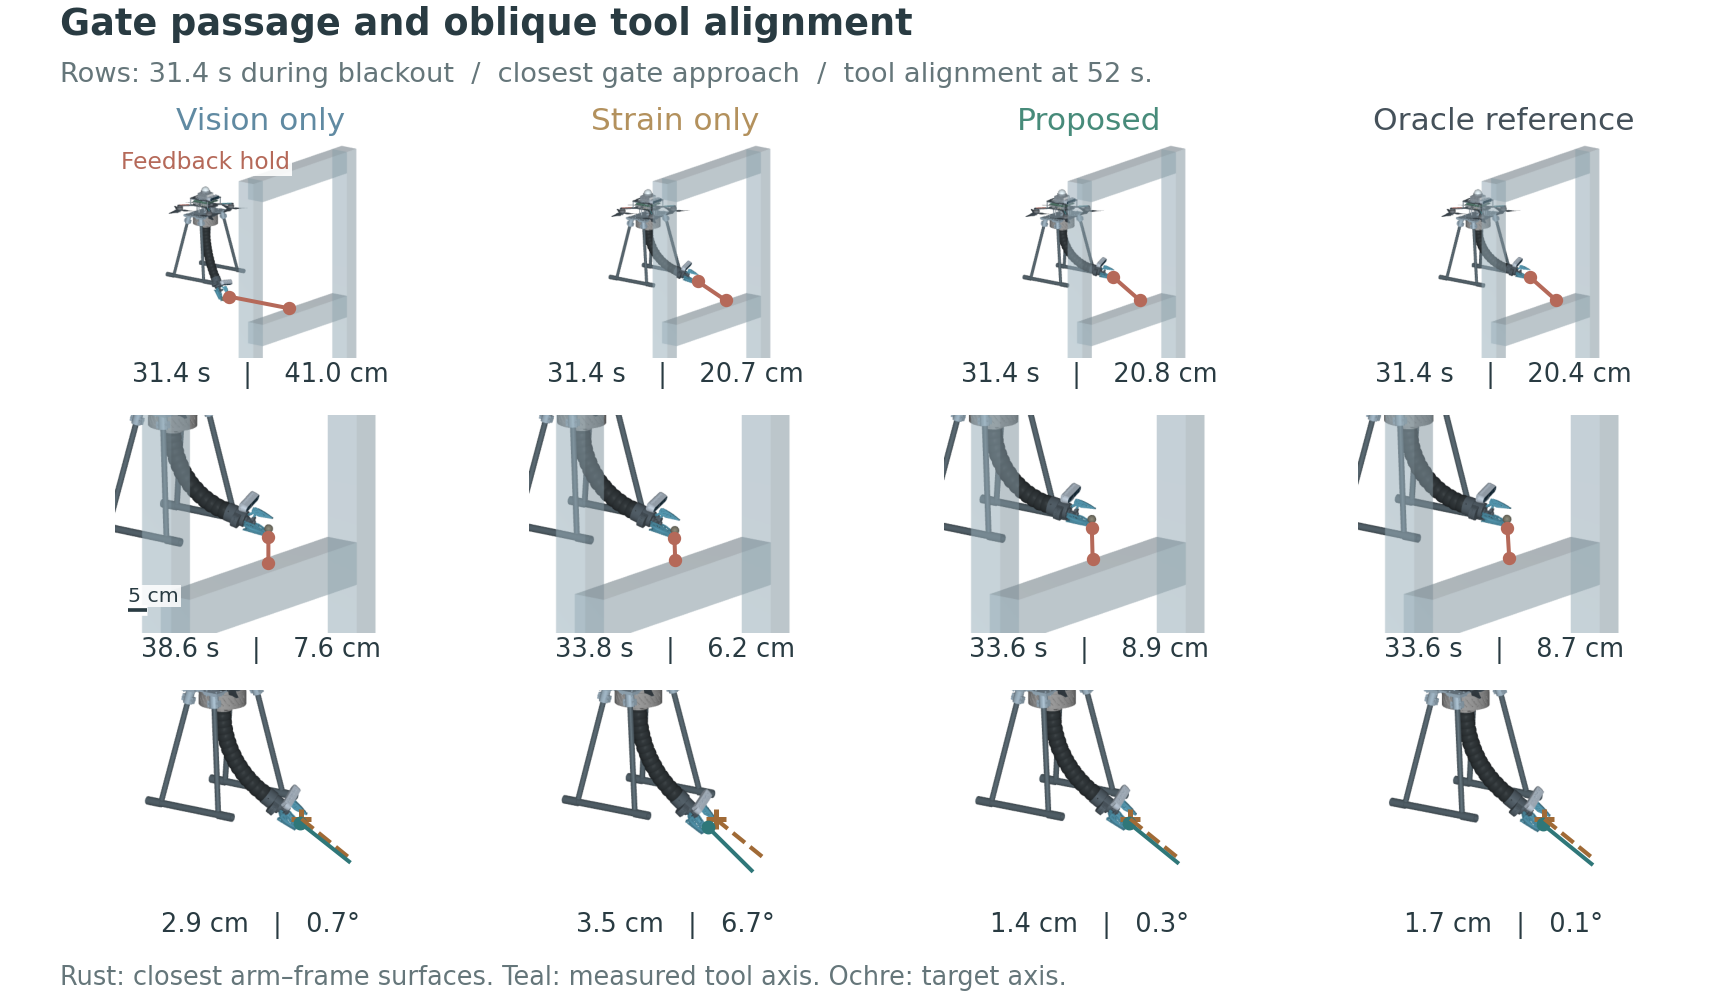 Gate passage and oblique tool alignment
Rows: 31.4 s during blackout / closest gate approach / tool alignment at 52 s.
Vision only
Strain only
Proposed
Oracle reference
Feedback hold
31.4 s | 41.0 cm
31.4 s | 20.7 cm
31.4 s | 20.8 cm
31.4 s | 20.4 cm
5 cm
38.6 s | 7.6 cm
33.8 s | 6.2 cm
33.6 s | 8.9 cm
33.6 s | 8.7 cm
2.9 cm | 0.7°
3.5 cm | 6.7°
1.4 cm | 0.3°
1.7 cm | 0.1°
Rust: closest arm–frame surfaces. Teal: measured tool axis. Ochre: target axis.